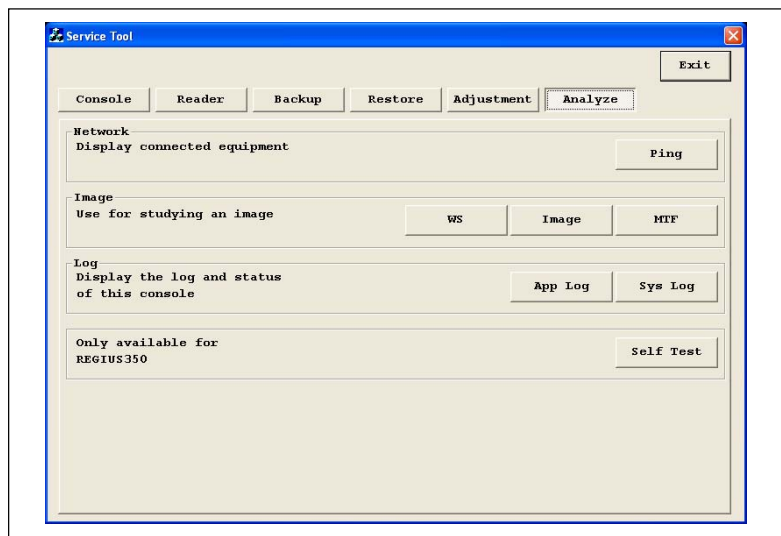 Service Tool
Exit
Console Reader Backup Restore Adjustment Analyze
Network
Display connected equipment
Ping
Image
Use for studying an image
WS Image MTF
Log
Display the log and status
of this console
App Log Sys Log
Only available for
REGIUS350
Self Test